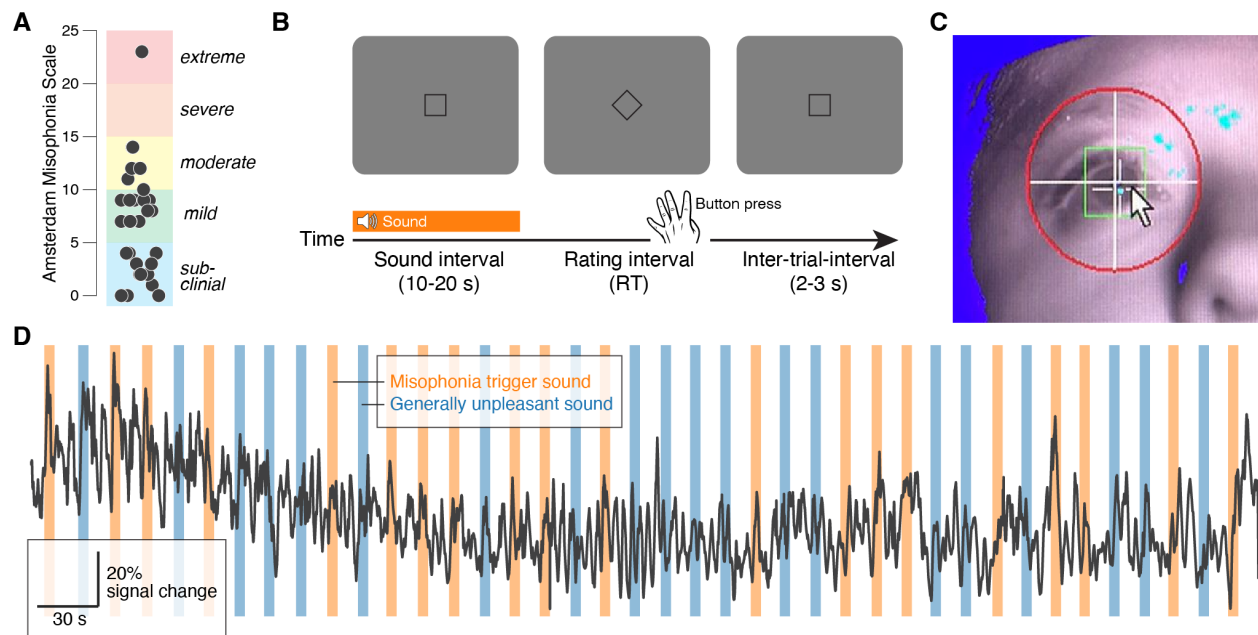 A
Amsterdam Misophonia Scale
25
20
15
10
5
0
extreme
severe
moderate
mild
sub-
clinial
B
Sound
Button press
Time
Sound interval
(10-20 s)
Rating interval
(RT)
Inter-trial-interval
(2-3 s)
C
D
Misophonia trigger sound
Generally unpleasant sound
20%
signal change
30 s